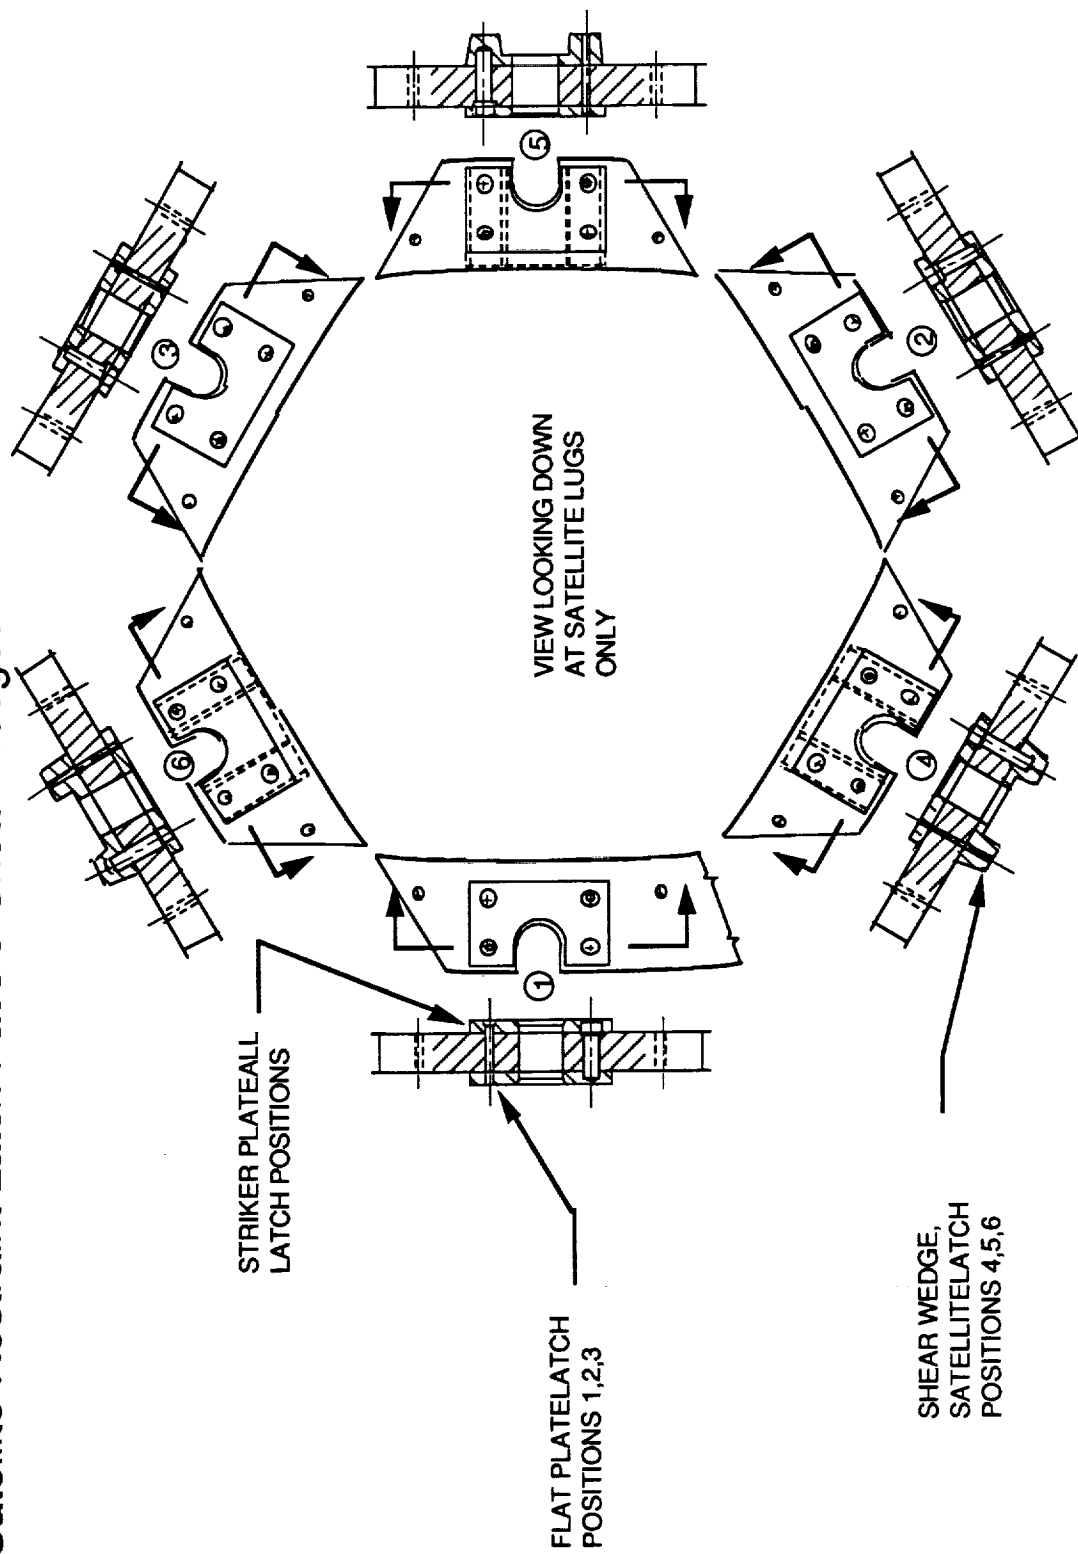 VIEW LOOKING DOWN
AT SATELLITE LUGS
ONLY
STRIKER PLATEALL
LATCH POSITIONS
FLAT PLATELATCH
POSITIONS 1,2,3
SHEAR WEDGE,
SATELLITELATCH
POSITIONS 4,5,6
1
2
3
4
5
6